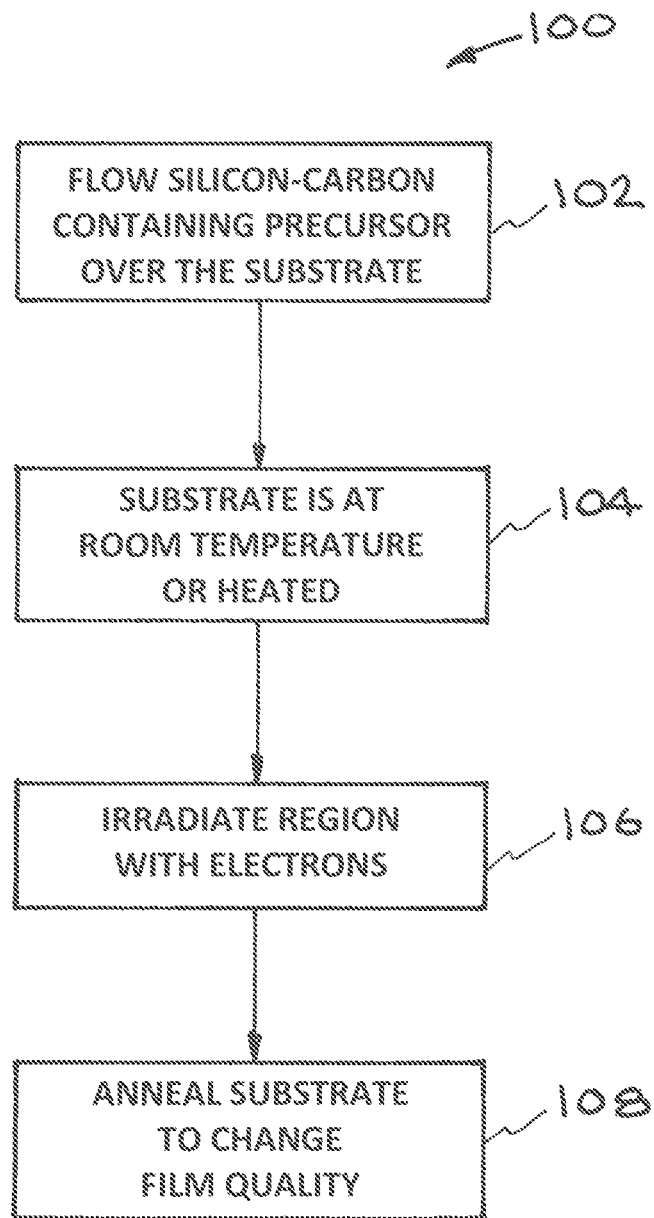 100
FLOW SILICON-CARBON
CONTAINING PRECURSOR
OVER THE SUBSTRATE
102
SUBSTRATE IS AT
ROOM TEMPERATURE
OR HEATED
104
IRRADIATE REGION
WITH ELECTRONS
106
ANNEAL SUBSTRATE
TO CHANGE
FILM QUALITY
108